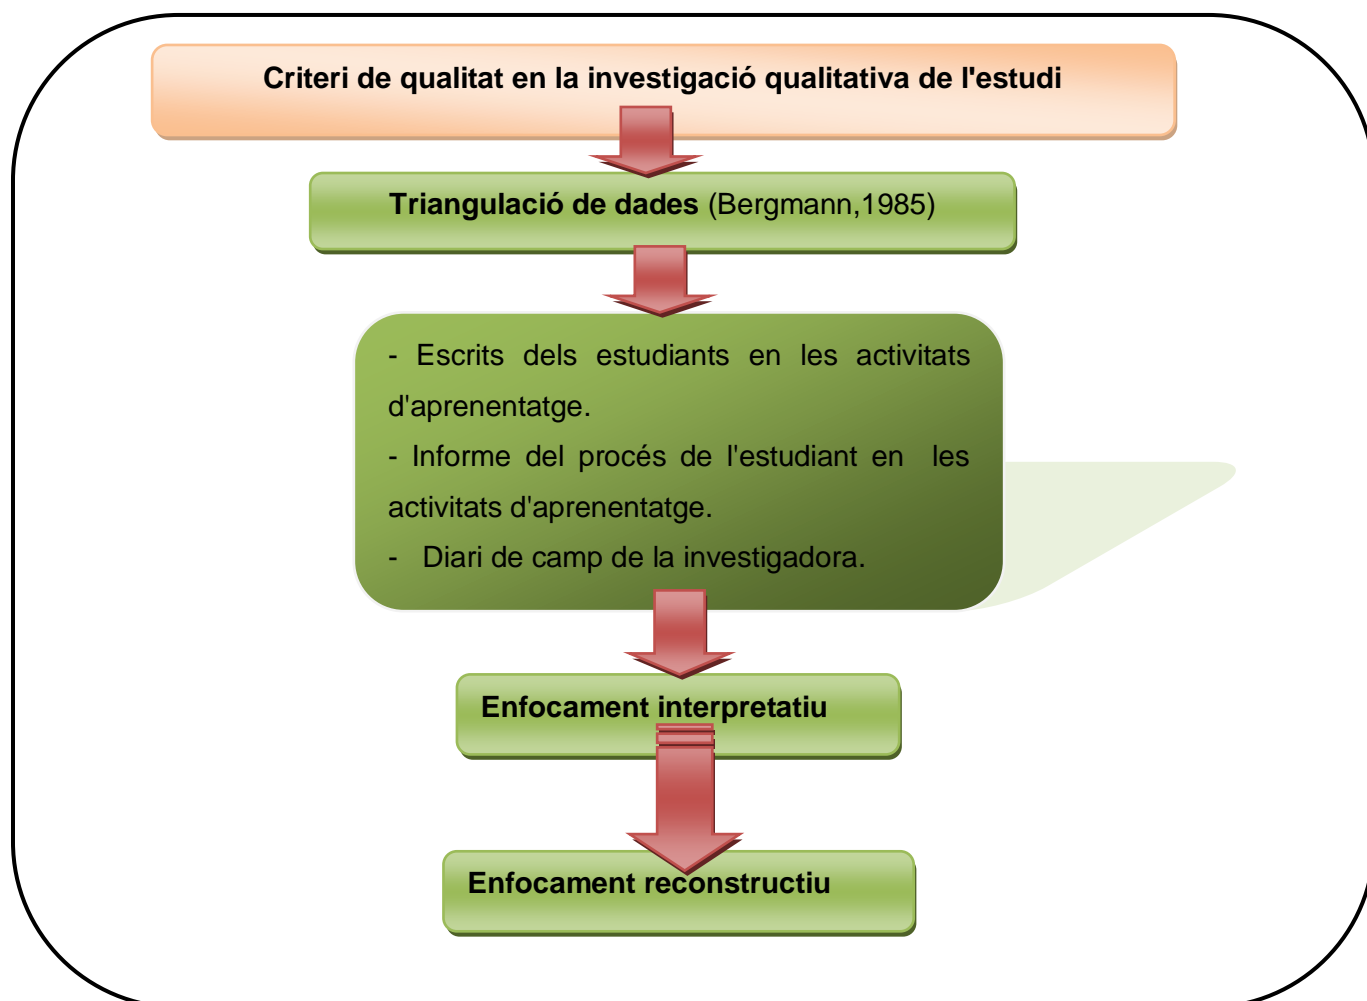 Criteri de qualitat en la investigació qualitativa de l'estudi
Triangulació de dades (Bergmann,1985)
- Escrits dels estudiants en les activitats
d'aprenentatge.
- Informe del procés de l'estudiant en les
activitats d'aprenentatge.
- Diari de camp de la investigadora.
Enfocament interpretatiu
Enfocament reconstructiu